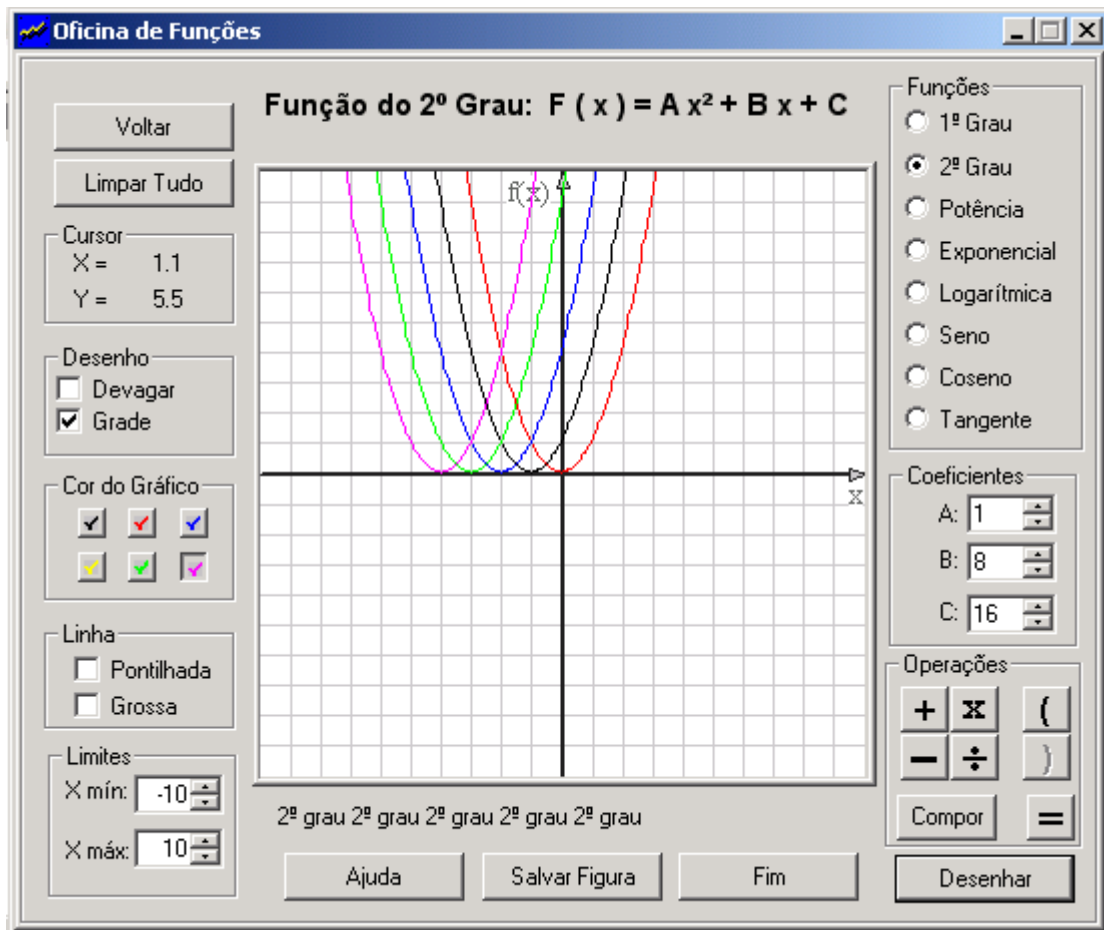 Oficina de Funções
Voltar
Limpar Tudo
Cursor
X = 1.1
Y = 5.5
Desenho
Devagar
Grade
Cor do Gráfico
Linha
Pontilhada
Grossa
Limites
X mín: -10
X máx: 10
Função do 2º Grau: F ( x ) = A x² + B x + C
f(x)
x
2º grau 2º grau 2º grau 2º grau 2º grau
Ajuda
Salvar Figura
Fim
Funções
1º Grau
2º Grau
Potência
Exponencial
Logarítmica
Seno
Coseno
Tangente
Coeficientes
A: 1
B: 8
C: 16
Operações
+ x (
− ÷ )
Compor =
Desenhar